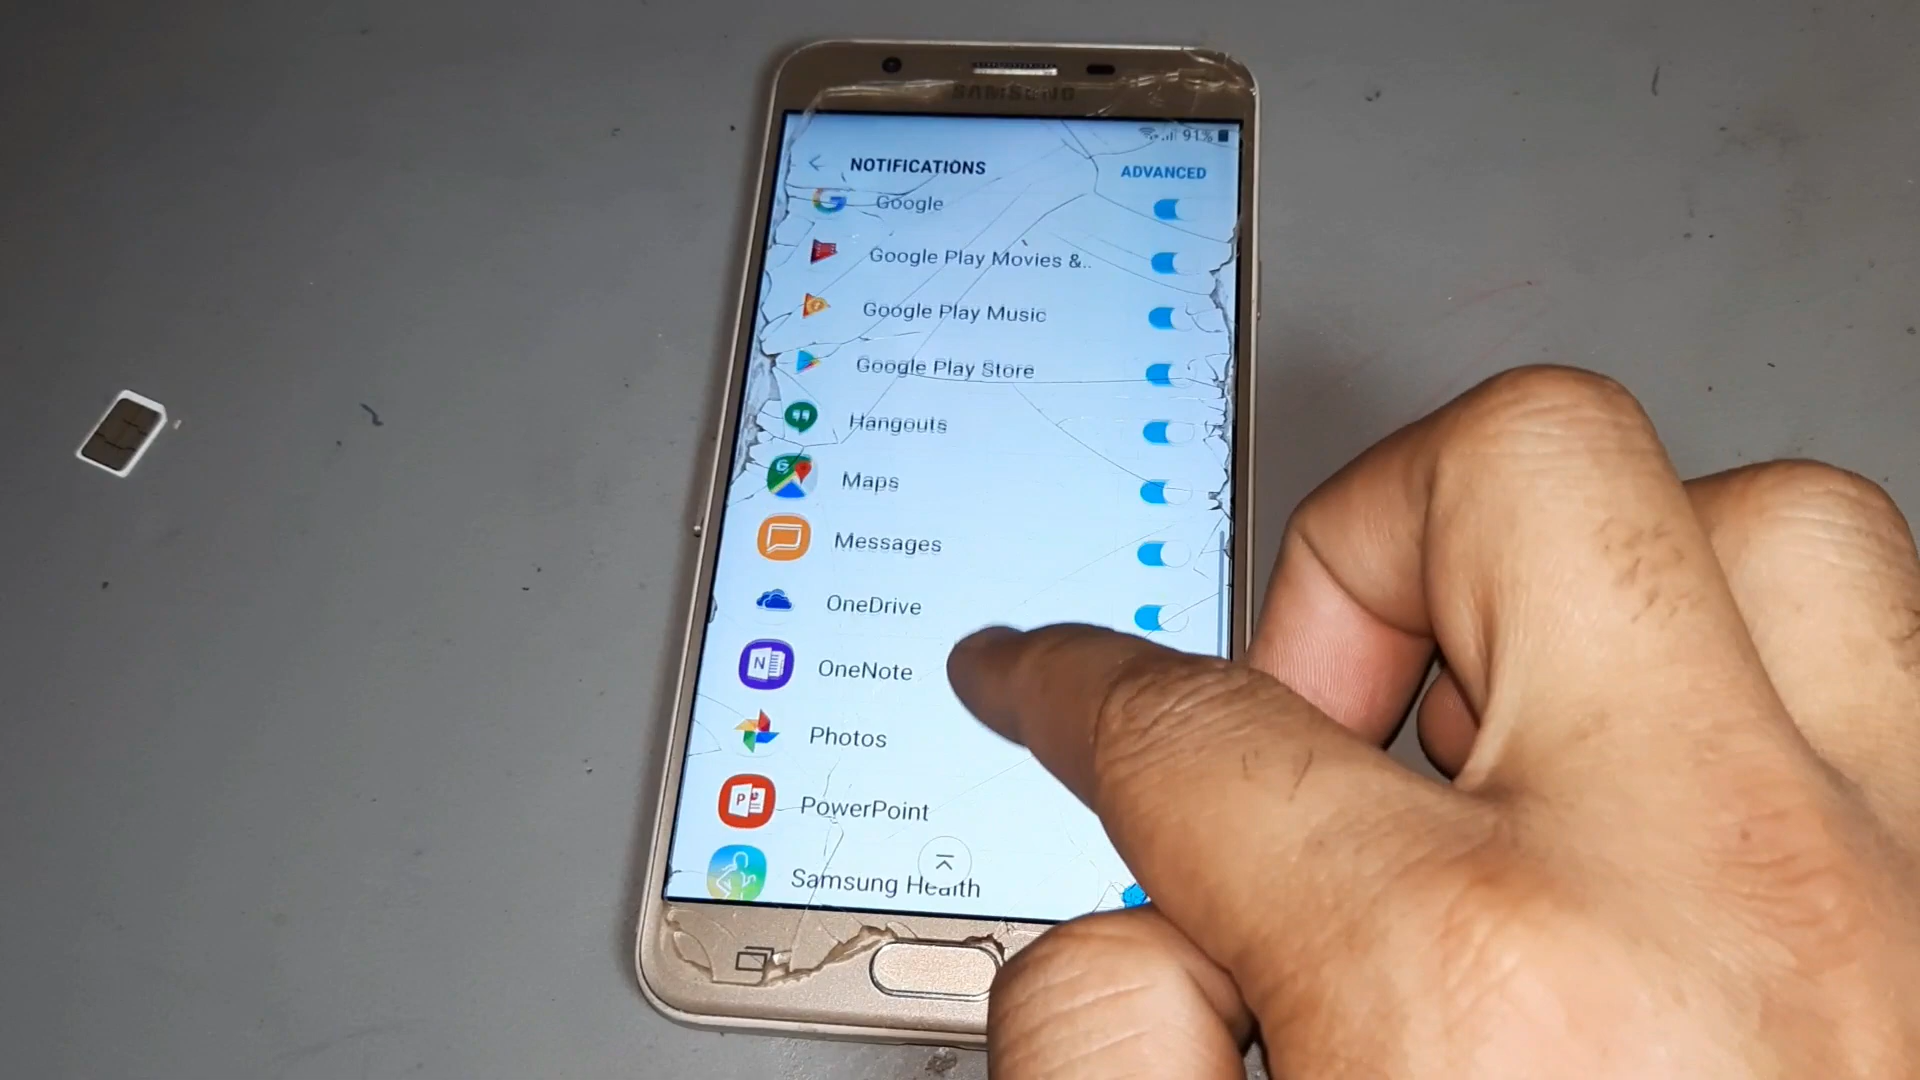 SAMSUNG
91%
NOTIFICATIONS
ADVANCED
Google
Google Play Movies &..
Google Play Music
Google Play Store
Hangouts
Maps
Messages
OneDrive
N OneNote
Photos
P PowerPoint
Samsung Health